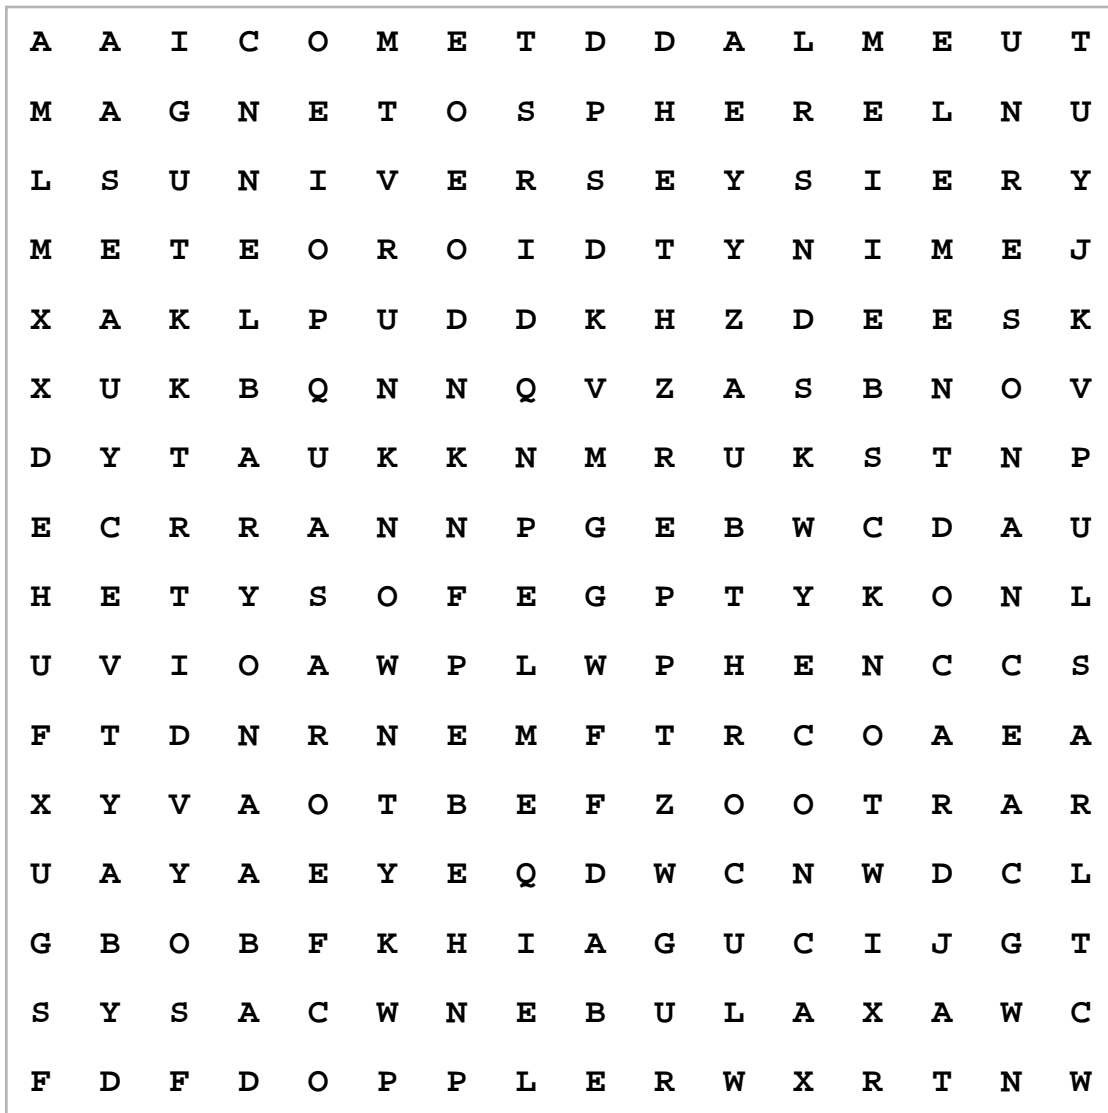 A A I C O M E T D D A L M E U T
M A G N E T O S P H E R E L N U
L S U N I V E R S E Y S I E R Y
M E T E O R O I D T Y N I M E J
X A K L P U D D K H Z D E E S K
X U K B Q N N Q V Z A S B N O V
D Y T A U K K N M R U K S T N P
E C R R A N N P G E B W C D A U
H E T Y S O F E G P T Y K O N L
U V I O A W P L W P H E N C C S
F T D N R N E M F T R C O A E A
X Y V A O T B E F Z O O T R A R
U A Y A E Y E Q D W C N W D C L
G B O B F K H I A G U C I J G T
S Y S A C W N E B U L A X A W C
F D F D O P P L E R W X R T N W